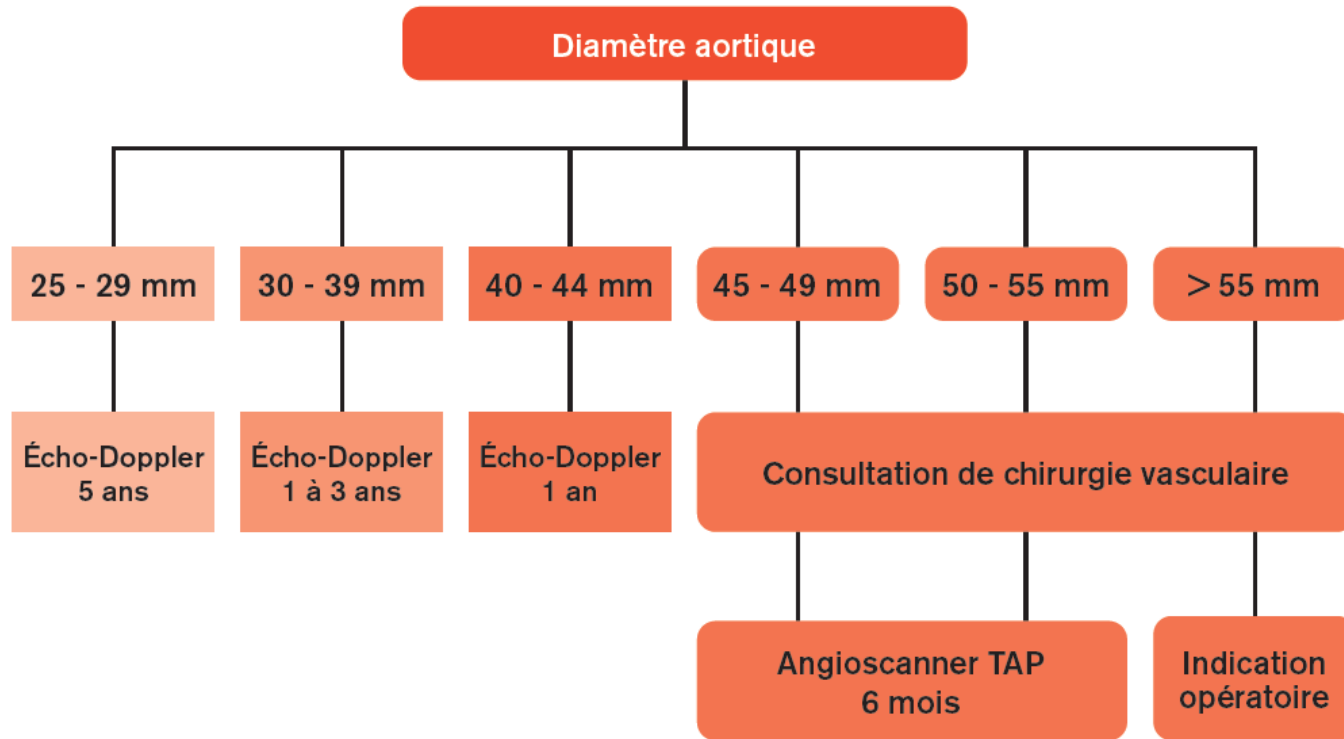 Diamètre aortique
25 - 29 mm
30 - 39 mm
40 - 44 mm
45 - 49 mm
50 - 55 mm
> 55 mm
Écho-Doppler
5 ans
Écho-Doppler
1 à 3 ans
Écho-Doppler
1 an
Consultation de chirurgie vasculaire
Angioscanner TAP
6 mois
Indication
opératoire